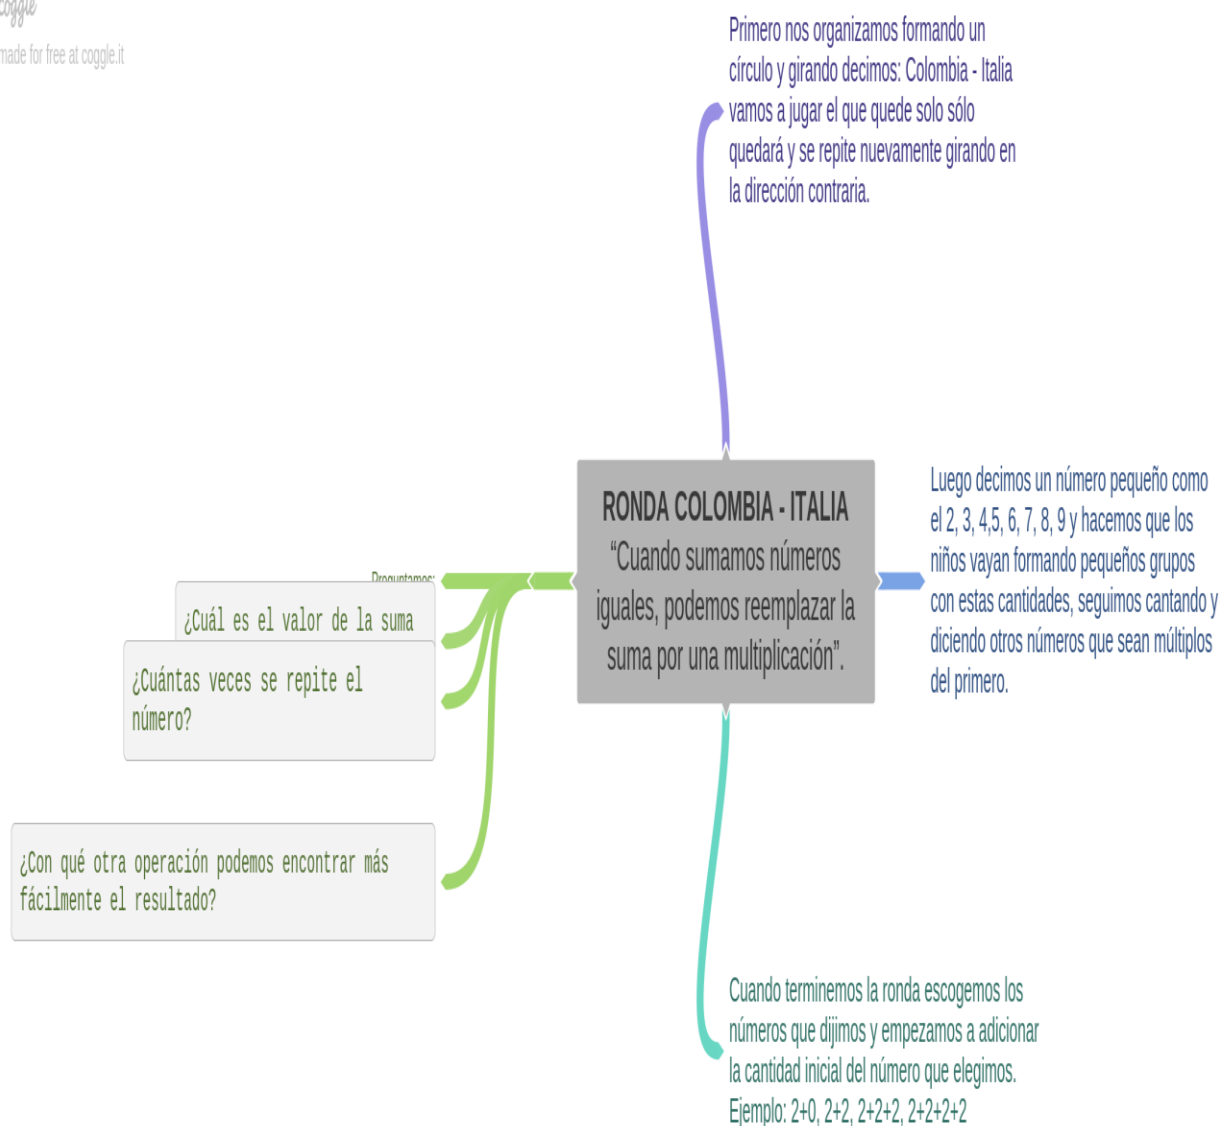 coggle
made for free at coggle.it
Primero nos organizamos formando un
círculo y girando decimos: Colombia - Italia
vamos a jugar el que quede solo sólo
quedará y se repite nuevamente girando en
la dirección contraria.
RONDA COLOMBIA - ITALIA
“Cuando sumamos números
iguales, podemos reemplazar la
suma por una multiplicación”.
Luego decimos un número pequeño como
el 2, 3, 4,5, 6, 7, 8, 9 y hacemos que los
niños vayan formando pequeños grupos
con estas cantidades, seguimos cantando y
diciendo otros números que sean múltiplos
del primero.
Preguntamos:
¿Cuál es el valor de la suma
¿Cuántas veces se repite el
número?
¿Con qué otra operación podemos encontrar más
fácilmente el resultado?
Cuando terminemos la ronda escogemos los
números que dijimos y empezamos a adicionar
la cantidad inicial del número que elegimos.
Ejemplo: 2+0, 2+2, 2+2+2, 2+2+2+2